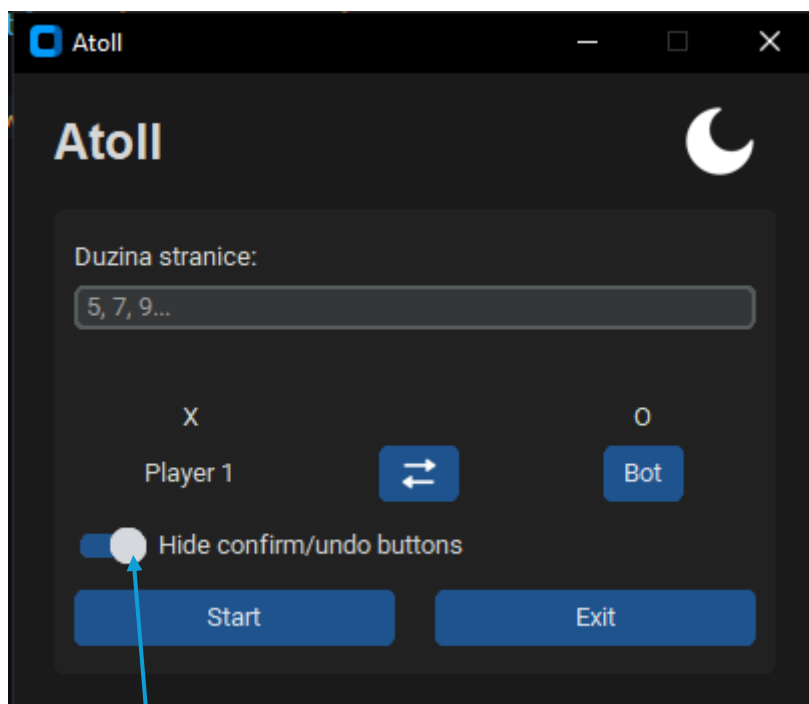 Atoll
Atoll
Duzina stranice:
5, 7, 9...
X O
Player 1 Bot
Hide confirm/undo buttons
Start Exit